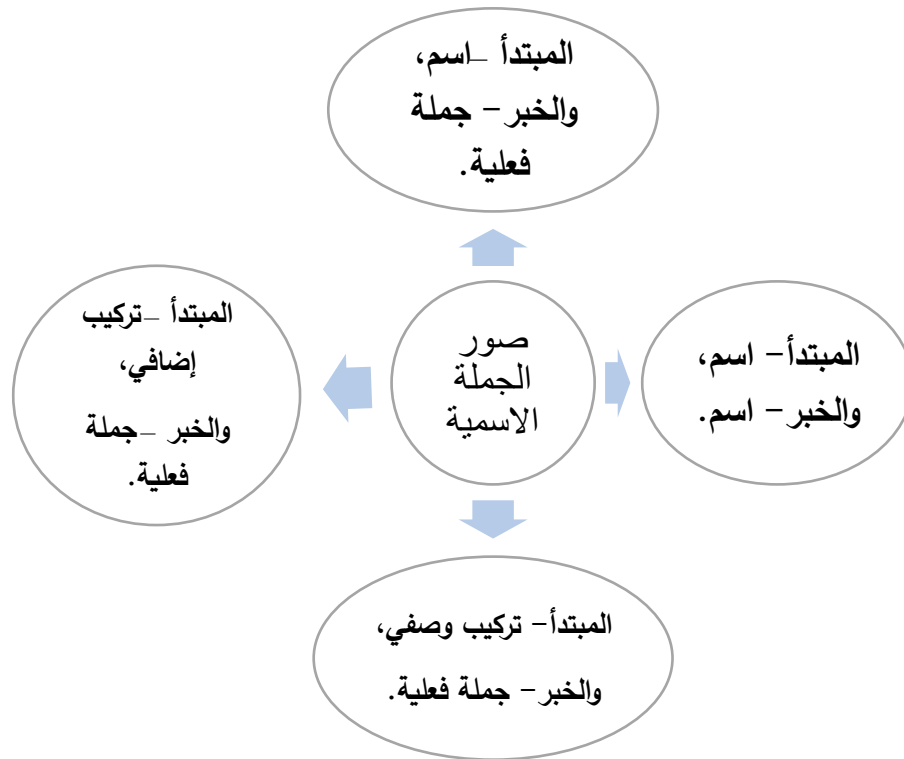 المبتدأ –اسم،
والخبر – جملة
فعلية.
المبتدأ – اسم،
والخبر – اسم.
صور
الجملة
الاسمية
المبتدأ –تركيب
إضافي،
والخبر –جملة
فعلية.
المبتدأ – تركيب وصفي،
والخبر – جملة فعلية.